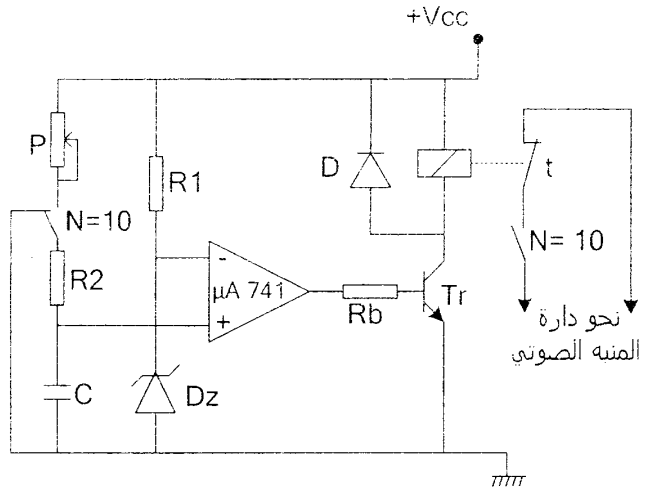 +Vcc
P
R1
D
t
N=10
N= 10
R2
-
µA 741
+
Rb
Tr
نحو دارة
المنبه الصوتي
C
Dz